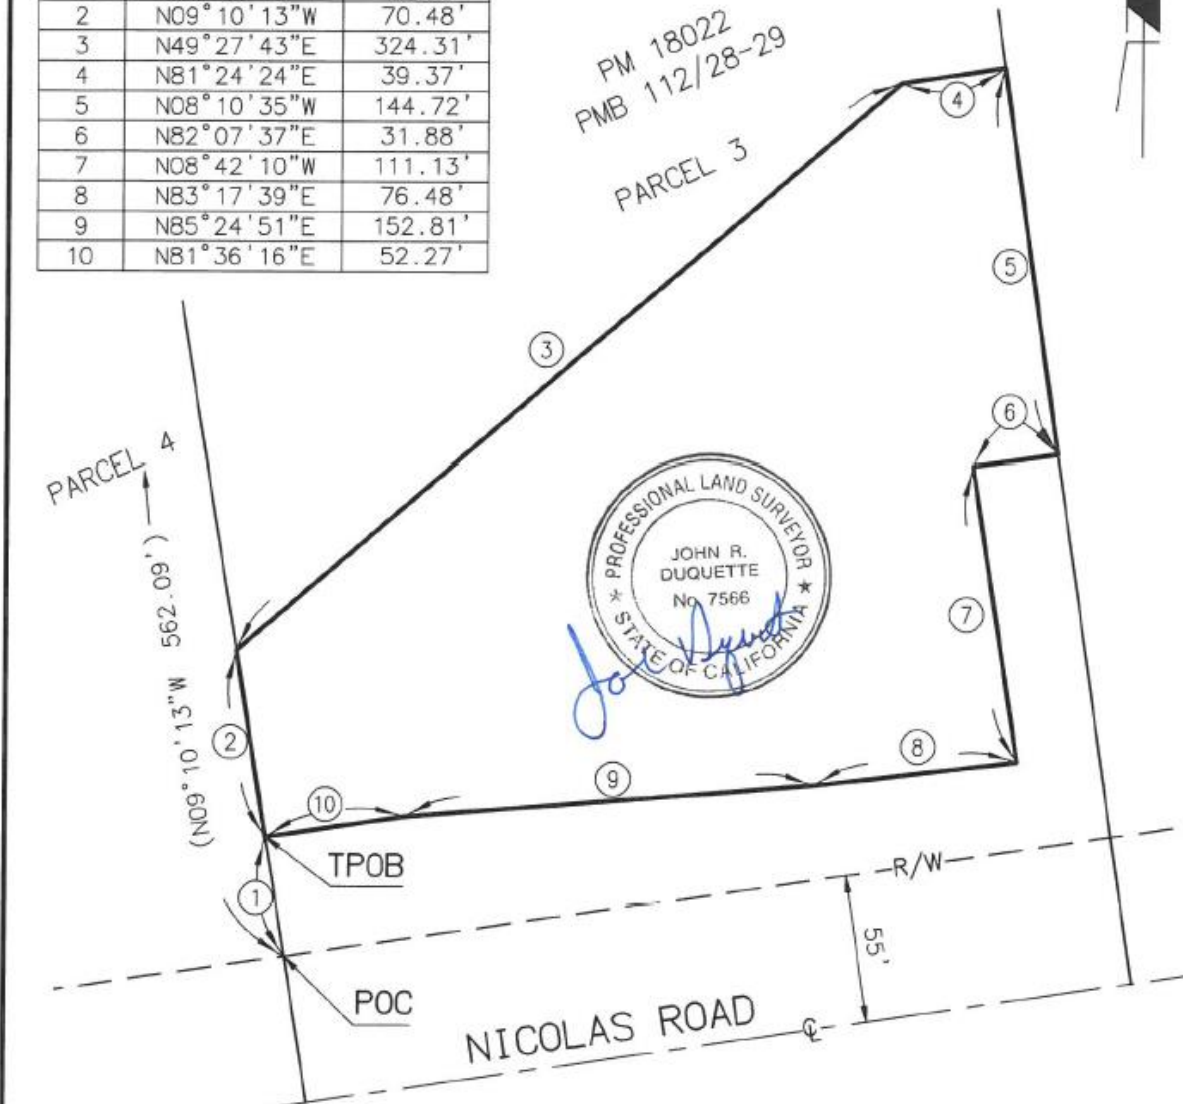 2 N09°10'13"W 70.48'
3 N49°27'43"E 324.31'
4 N81°24'24"E 39.37'
5 N08°10'35"W 144.72'
6 N82°07'37"E 31.88'
7 N08°42'10"W 111.13'
8 N83°17'39"E 76.48'
9 N85°24'51"E 152.81'
10 N81°36'16"E 52.27'
PM 18022
PMB 112/28-29
PARCEL 3
4
5
3
6
PARCEL 4
(N09°10'13"W 562.09')
PROFESSIONAL LAND SURVEYOR
JOHN R.
DUQUETTE
No. 7566
* STATE OF CALIFORNIA *
7
2
8
9
10
TPOB
1
R/W
55'
POC
NICOLAS ROAD
℄